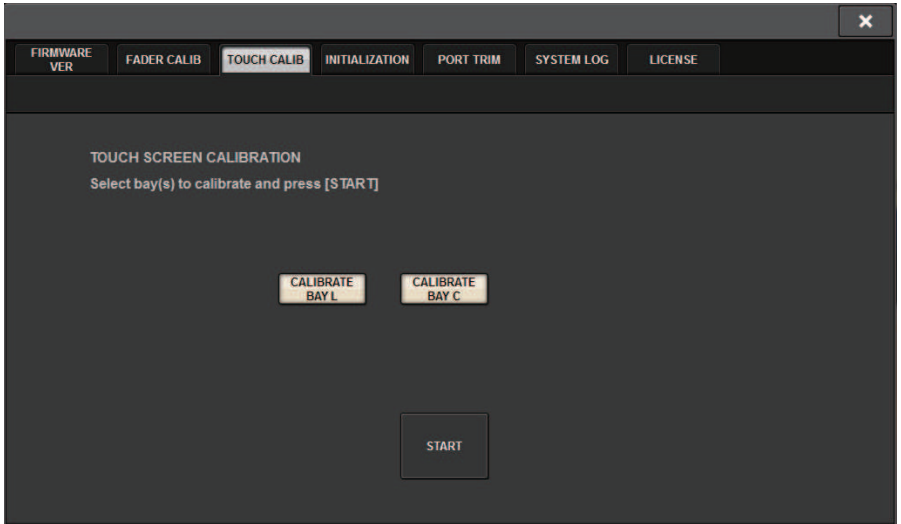 ×
FIRMWARE
VER
FADER CALIB
TOUCH CALIB
INITIALIZATION
PORT TRIM
SYSTEM LOG
LICENSE
TOUCH SCREEN CALIBRATION
Select bay(s) to calibrate and press [START]
CALIBRATE
BAY L
CALIBRATE
BAY C
START